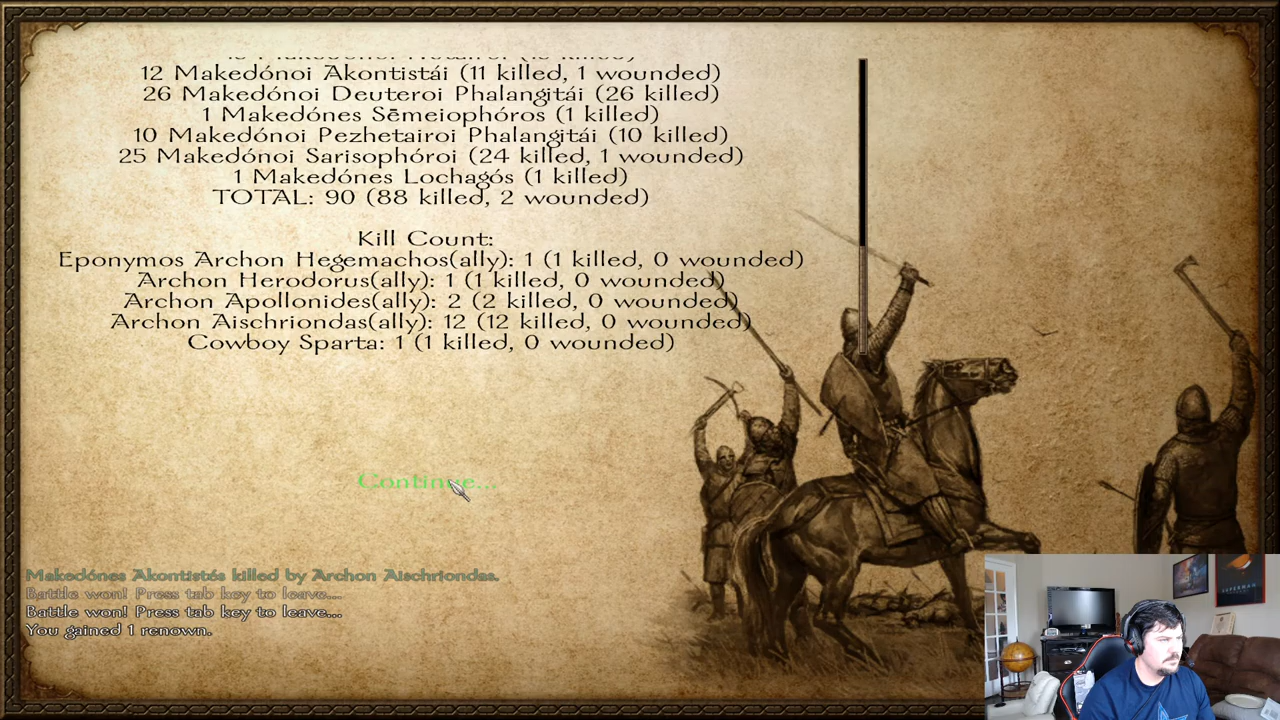 12 Makedónoi Akontistái (11 killed, 1 wounded)
26 Makedónoi Deuteroi Phalangitái (26 killed)
1 Makedónes Sēmeiophóros (1 killed)
10 Makedónoi Pezhetairoi Phalangitái (10 killed)
25 Makedónoi Sarisophóroi (24 killed, 1 wounded)
1 Makedónes Lochagós (1 killed)
TOTAL: 90 (88 killed, 2 wounded)
Kill Count:
Eponymos Archon Hegemachos(ally): 1 (1 killed, 0 wounded)
Archon Herodorus(ally): 1 (1 killed, 0 wounded)
Archon Apollonides(ally): 2 (2 killed, 0 wounded)
Archon Aischriondas(ally): 12 (12 killed, 0 wounded)
Cowboy Sparta: 1 (1 killed, 0 wounded)
Continue...
Makedónes Akontistés killed by Archon Aischriondas.
Battle won! Press tab key to leave...
Battle won! Press tab key to leave...
You gained 1 renown.
SUPERMAN